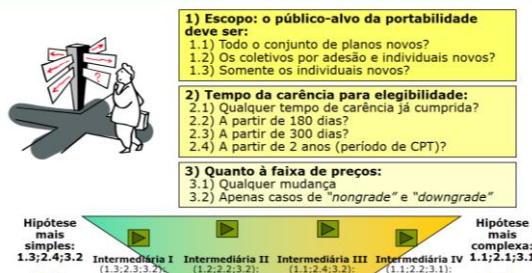 1) Escopo: o público-alvo da portabilidade
deve ser:
1.1) Todo o conjunto de planos novos?
1.2) Os coletivos por adesão e individuais novos?
1.3) Somente os individuais novos?
2) Tempo da carência para elegibilidade:
2.1) Qualquer tempo de carência já cumprida?
2.2) A partir de 180 dias?
2.3) A partir de 300 dias?
2.4) A partir de 2 anos (período de CPT)?
3) Quanto à faixa de preços:
3.1) Qualquer mudança
3.2) Apenas casos de "nongrade" e "downgrade"
Hipótese
mais
simples:
1.3;2.4;3.2
Intermediária I
(1.3;2.3;3.2):
Intermediária II
(1.2;2.2;3.2):
Intermediária III
(1.1;2.4;3.2):
Intermediária IV
(1.1;2.2;3.1):
Hipótese
mais
complexa:
1.1;2.1;3.